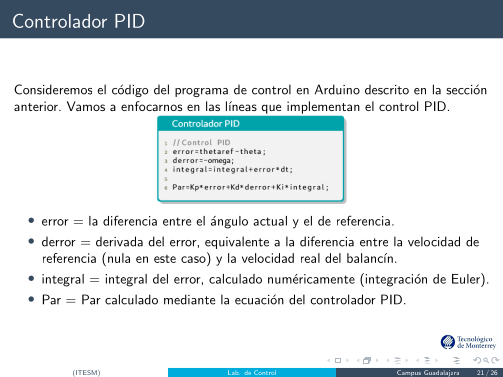 Controlador PID
Consideremos el código del programa de control en Arduino descrito en la sección
anterior. Vamos a enfocarnos en las líneas que implementan el control PID.
Controlador PID
1 //Control PID
2 error=thetaref-theta;
3 derror=-omega;
4 integral=integral+error*dt;
5
6 Par=Kp*error+Kd*derror+Ki*integral;
• error = la diferencia entre el ángulo actual y el de referencia.
• derror = derivada del error, equivalente a la diferencia entre la velocidad de
referencia (nula en este caso) y la velocidad real del balancín.
• integral = integral del error, calculado numéricamente (integración de Euler).
• Par = Par calculado mediante la ecuación del controlador PID.
Tecnológico
de Monterrey
(ITESM) Lab. de Control Campus Guadalajara 21 / 26